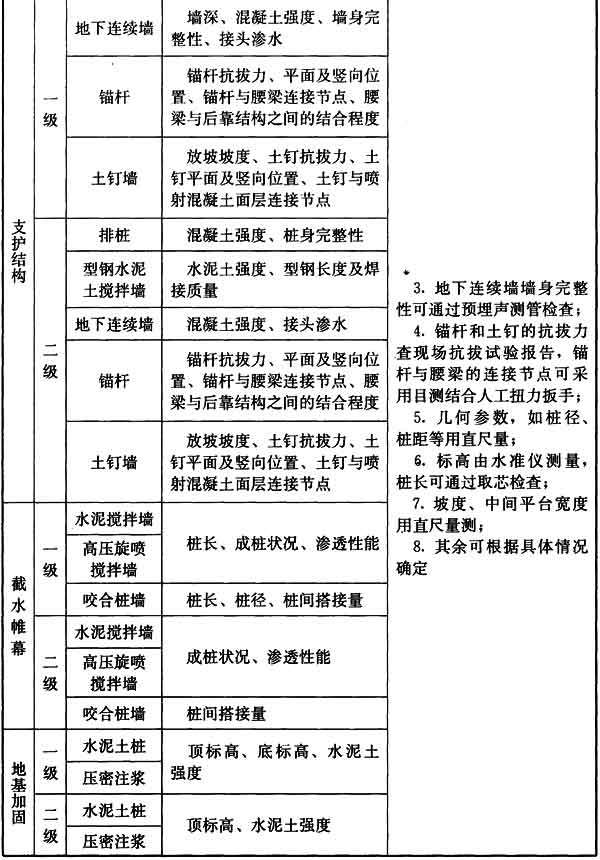 支护结构
一级
地下连续墙
墙深、混凝土强度、墙身完
整性、接头渗水
锚杆
锚杆抗拔力、平面及竖向位
置、锚杆与腰梁连接节点、腰
梁与后靠结构之间的结合程度
土钉墙
放坡坡度、土钉抗拔力、土
钉平面及竖向位置、土钉与喷
射混凝土面层连接节点
二级
排桩
混凝土强度、桩身完整性
型钢水泥
土搅拌墙
水泥土强度、型钢长度及焊
接质量
地下连续墙
混凝土强度、接头渗水
锚杆
锚杆抗拔力、平面及竖向位
置、锚杆与腰梁连接节点、腰
梁与后靠结构之间的结合程度
土钉墙
放坡坡度、土钉抗拔力、土
钉平面及竖向位置、土钉与喷
射混凝土面层连接节点
截水帷幕
一级
水泥搅拌墙
高压旋喷
搅拌墙
桩长、成桩状况、渗透性能
咬合桩墙
桩长、桩径、桩间搭接量
二级
水泥搅拌墙
高压旋喷
搅拌墙
成桩状况、渗透性能
咬合桩墙
桩间搭接量
地基加固
一级
水泥土桩
压密注浆
顶标高、底标高、水泥土
强度
二级
水泥土桩
压密注浆
顶标高、水泥土强度
3. 地下连续墙墙身完整
性可通过预埋声测管检查；
4. 锚杆和土钉的抗拔力
查现场抗拔试验报告，锚
杆与腰梁的连接节点可采
用目测结合人工扭力扳手；
5. 几何参数，如桩径、
桩距等用直尺量；
6. 标高由水准仪测量，
桩长可通过取芯检查；
7. 坡度、中间平台宽度
用直尺量测；
8. 其余可根据具体情况
确定